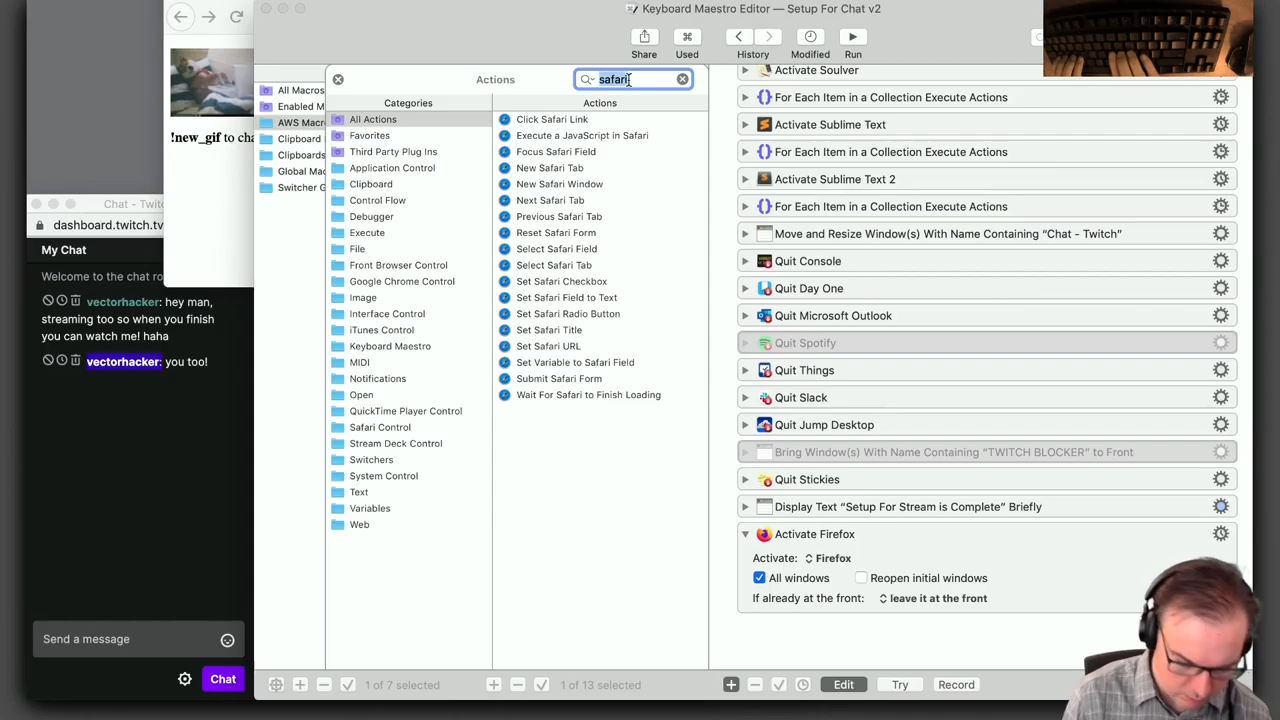 Keyboard Maestro Editor — Setup For Chat v2
Share
Used
History
Modified
Run
!new_gif to cha
Chat - Twitc
dashboard.twitch.tv
My Chat
Welcome to the chat ro
vectorhacker: hey man,
streaming too so when you finish
you can watch me! haha
vectorhacker: you too!
Send a message
Chat
All Macros
Enabled M
AWS Macr
Clipboard
Clipboards
Global Mac
Switcher G
Actions
safari
Categories
All Actions
Favorites
Third Party Plug Ins
Application Control
Clipboard
Control Flow
Debugger
Execute
File
Front Browser Control
Google Chrome Control
Image
Interface Control
iTunes Control
Keyboard Maestro
MIDI
Notifications
Open
QuickTime Player Control
Safari Control
Stream Deck Control
Switchers
System Control
Text
Variables
Web
Actions
Click Safari Link
Execute a JavaScript in Safari
Focus Safari Field
New Safari Tab
New Safari Window
Next Safari Tab
Previous Safari Tab
Reset Safari Form
Select Safari Field
Select Safari Tab
Set Safari Checkbox
Set Safari Field to Text
Set Safari Radio Button
Set Safari Title
Set Safari URL
Set Variable to Safari Field
Submit Safari Form
Wait For Safari to Finish Loading
Activate Soulver
For Each Item in a Collection Execute Actions
Activate Sublime Text
For Each Item in a Collection Execute Actions
Activate Sublime Text 2
For Each Item in a Collection Execute Actions
Move and Resize Window(s) With Name Containing “Chat - Twitch”
Quit Console
Quit Day One
Quit Microsoft Outlook
Quit Spotify
Quit Things
Quit Slack
Quit Jump Desktop
Bring Window(s) With Name Containing “TWITCH BLOCKER” to Front
Quit Stickies
Display Text “Setup For Stream is Complete” Briefly
Activate Firefox
Activate: Firefox
All windows Reopen initial windows
If already at the front: leave it at the front
1 of 7 selected
1 of 13 selected
Edit
Try
Record